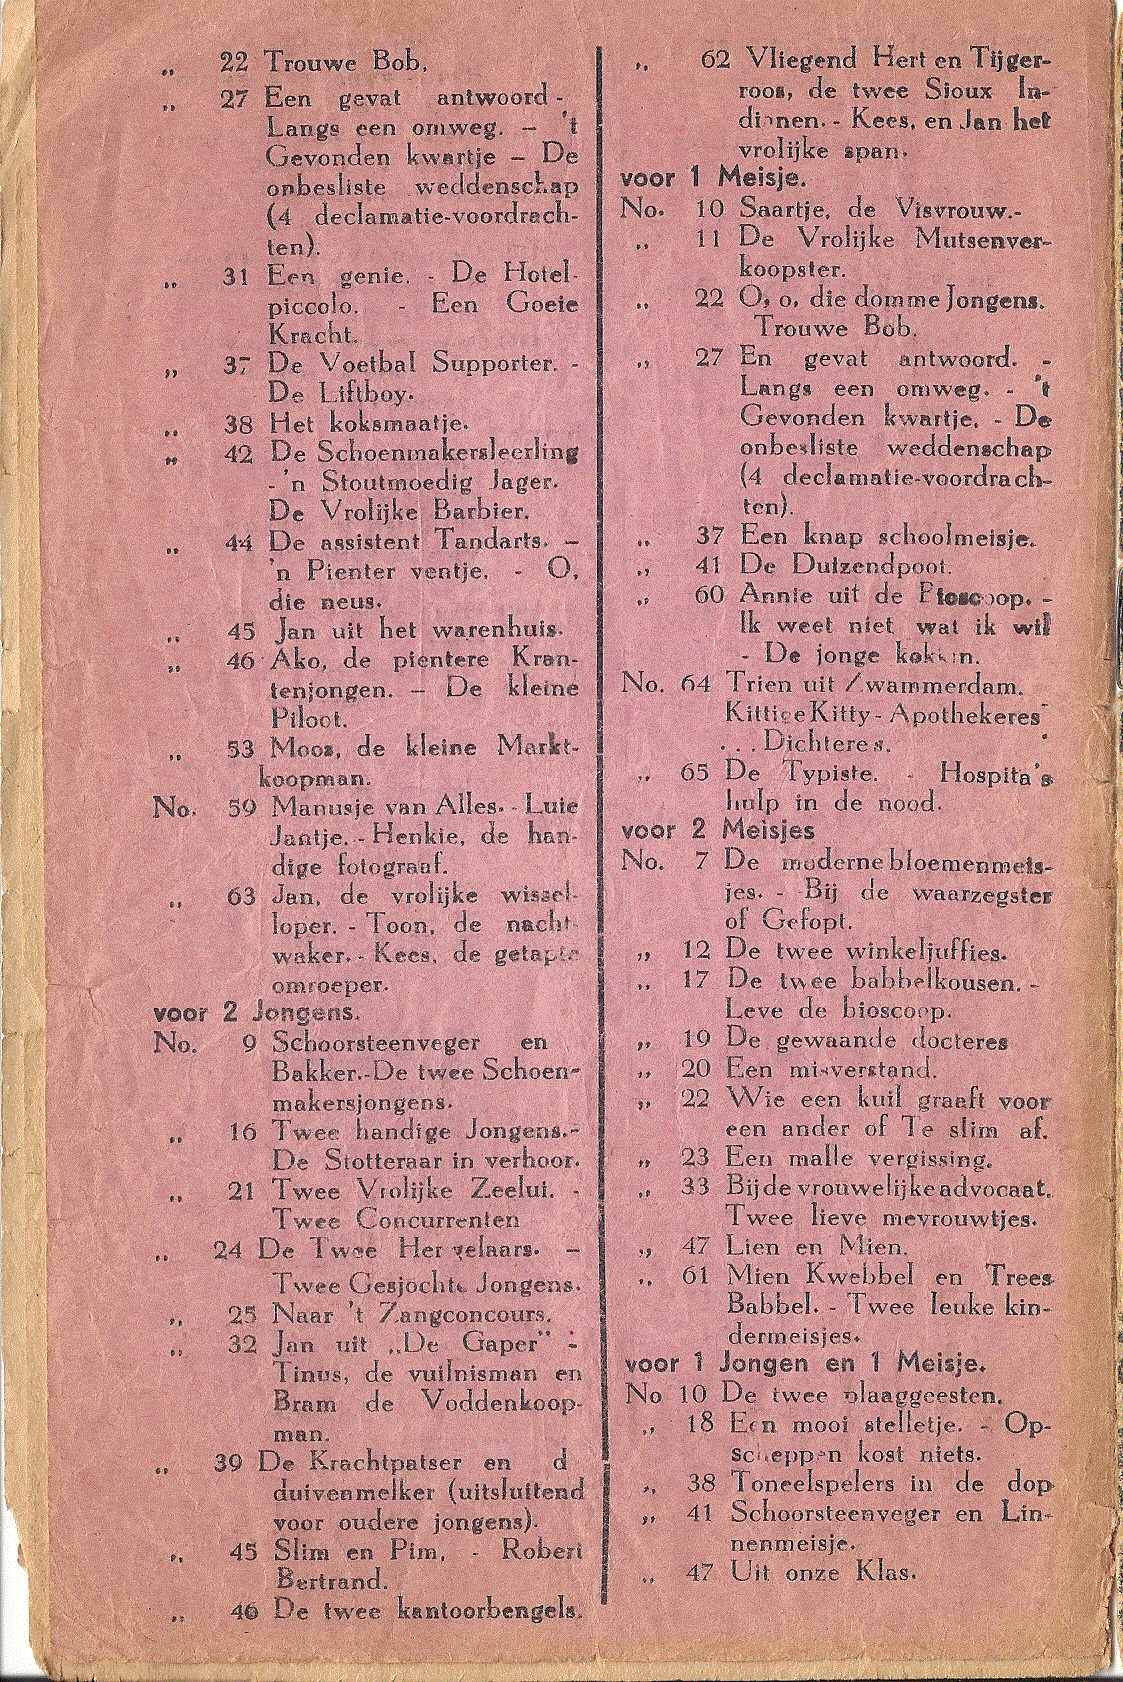 „ 22 Trouwe Bob.
„ 27 Een gevat antwoord -
Langs een omweg. – 't
Gevonden kwartje – De
onbesliste weddenschap
(4 declamatie-voordrach-
ten).
„ 31 Een genie. - De Hotel-
piccolo. - Een Goeie
Kracht.
„ 37 De Voetbal Supporter. -
De Liftboy.
„ 38 Het koksmaatje.
„ 42 De Schoenmakersleerling
- 'n Stoutmoedig Jager.
De Vrolijke Barbier.
„ 44 De assistent Tandarts. –
'n Pienter ventje. - O,
die neus.
„ 45 Jan uit het warenhuis.
„ 46 Ako, de pientere Kran-
tenjongen. – De kleine
Piloot.
„ 53 Moos, de kleine Markt-
koopman.
No. 59 Manusje van Alles. - Luie
Jantje. - Henkie, de han-
dige fotograaf.
„ 63 Jan, de vrolijke wissel-
loper. - Toon, de nacht-
waker. - Kees, de getapte
omroeper.
voor 2 Jongens.
No. 9 Schoorsteenveger en
Bakker.-De twee Schoen-
makersjongens.
„ 16 Twee handige Jongens.-
De Stotteraar in verhoor.
„ 21 Twee Vrolijke Zeelui. -
Twee Concurrenten
„ 24 De Twee Hengelaars. –
Twee Gesjochte Jongens.
„ 25 Naar 't Zangconcours.
„ 32 Jan uit „De Gaper" -
Tinus, de vuilnisman en
Bram de Voddenkoop-
man.
„ 39 De Krachtpatser en d
duivenmelker (uitsluitend
voor oudere jongens).
„ 45 Slim en Pim. - Robert
Bertrand.
„ 46 De twee kantoorbengels.
„ 62 Vliegend Hert en Tijger-
roos, de twee Sioux In-
dianen. - Kees, en Jan het
vrolijke span.
voor 1 Meisje.
No. 10 Saartje, de Visvrouw.-
„ 11 De Vrolijke Mutsenver-
koopster.
„ 22 O, o, die domme Jongens.
Trouwe Bob.
„ 27 En gevat antwoord. -
Langs een omweg. - 't
Gevonden kwartje. - De
onbesliste weddenschap
(4 declamatie-voordrach-
ten).
„ 37 Een knap schoolmeisje.
„ 41 De Duizendpoot.
„ 60 Annie uit de Bioscoop. -
Ik weet niet wat ik wil
- De jonge kokkin.
No. 64 Trien uit Zwammerdam.
Kittige Kitty - Apothekeres
... Dichteres.
„ 65 De Typiste. - Hospita's
hulp in de nood.
voor 2 Meisjes
No. 7 De moderne bloemenmeis-
jes. - Bij de waarzegster
of Gefopt.
„ 12 De twee winkeljuffies.
„ 17 De twee babbelkousen. -
Leve de bioscoop.
„ 19 De gewaande docteres
„ 20 Een misverstand.
„ 22 Wie een kuil graaft voor
een ander of Te slim af.
„ 23 Een malle vergissing.
„ 33 Bij de vrouwelijke advocaat.
Twee lieve mevrouwtjes.
„ 47 Lien en Mien.
„ 61 Mien Kwebbel en Trees
Babbel. - Twee leuke kin-
dermeisjes.
voor 1 Jongen en 1 Meisje.
No 10 De twee plaaggeesten.
„ 18 Een mooi stelletje. - Op-
scheppen kost niets.
„ 38 Toneelspelers in de dop
„ 41 Schoorsteenveger en Lin-
nenmeisje.
„ 47 Uit onze Klas.